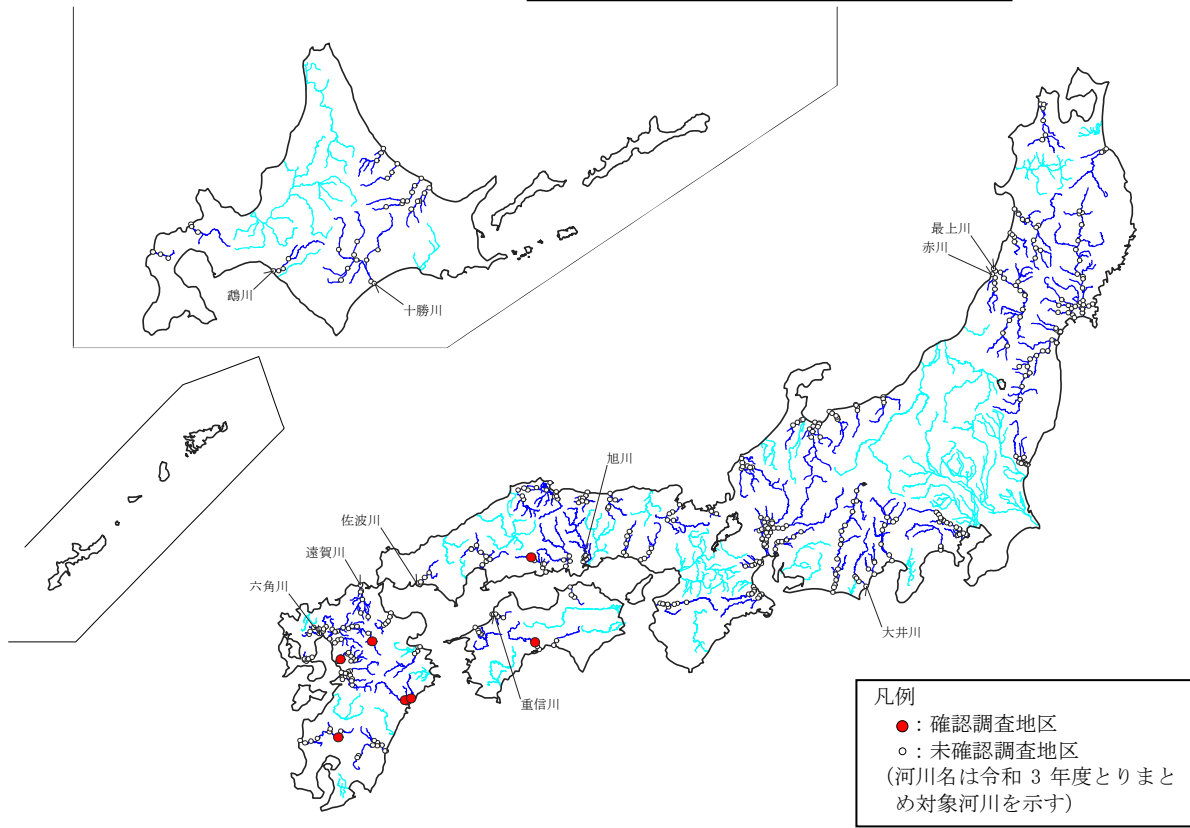 最上川
赤川
鵡川
十勝川
旭川
佐波川
遠賀川
六角川
大井川
重信川
凡例
●：確認調査地区
○：未確認調査地区
(河川名は令和 3 年度とりまと
め対象河川を示す)